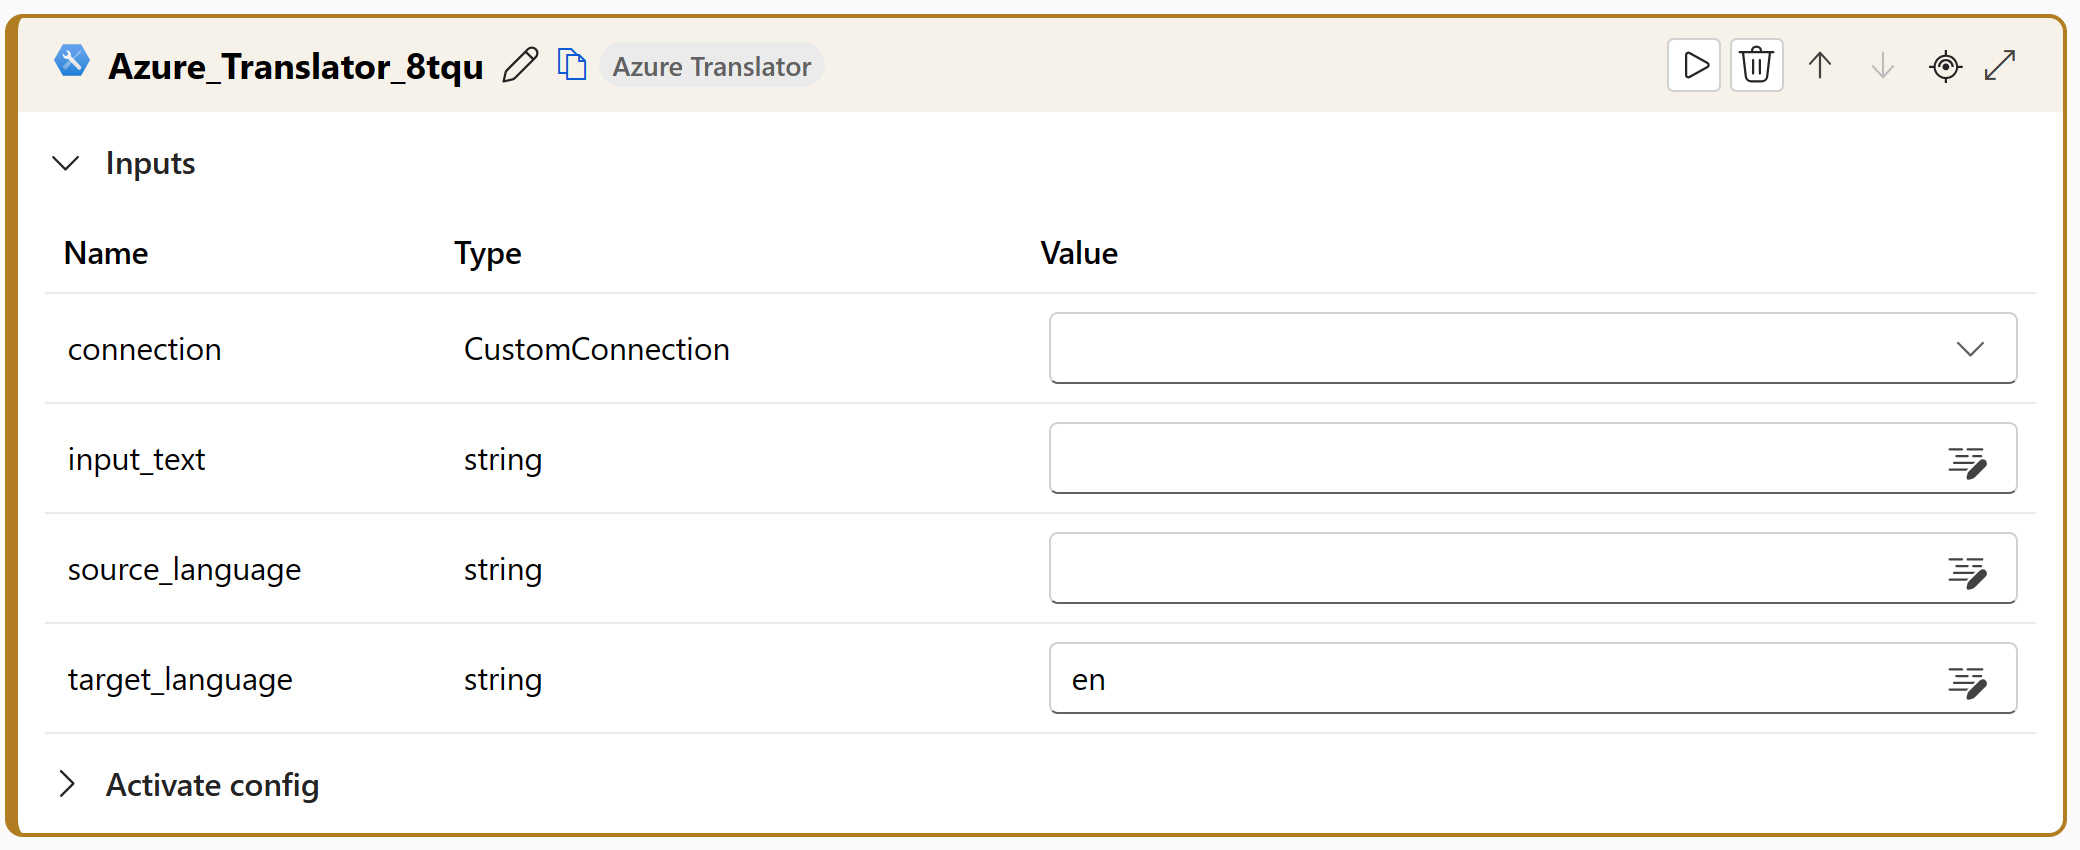 Azure_Translator_8tqu Azure Translator
Inputs
Name Type Value
connection CustomConnection
input_text string
source_language string
target_language string en
Activate config